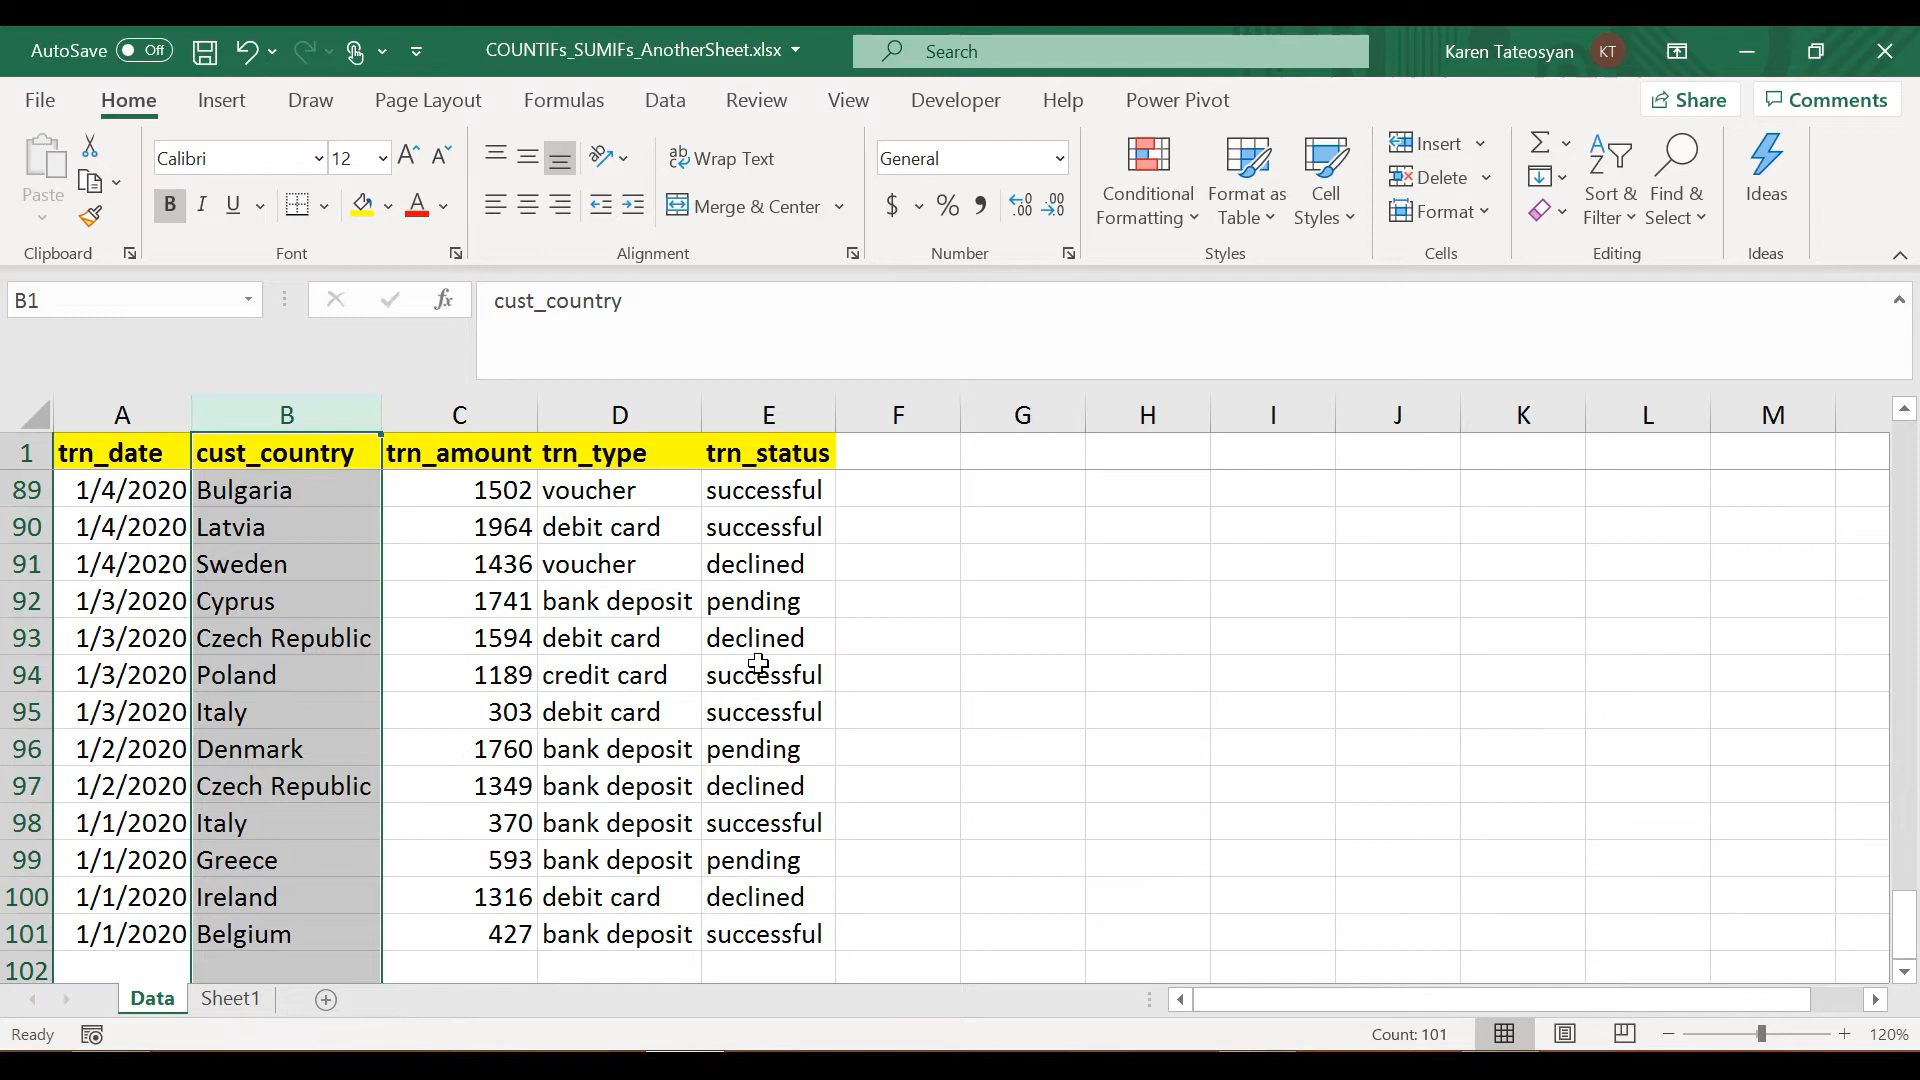 AutoSave Off COUNTIFs_SUMIFs_AnotherSheet.xlsx Search Karen Tateosyan KT
File Home Insert Draw Page Layout Formulas Data Review View Developer Help Power Pivot Share Comments
Paste Calibri 12 A A ab Wrap Text General Conditional Formatting Format as Table Cell Styles Insert Sort & Filter Find & Select Ideas
Delete
B I U A Merge & Center $ % , .00 .00 Format
Clipboard Font Alignment Number Styles Cells Editing Ideas
B1 fx cust_country
A B C D E F G H I J K L M
1 trn_date cust_country trn_amount trn_type trn_status
89 1/4/2020 Bulgaria 1502 voucher successful
90 1/4/2020 Latvia 1964 debit card successful
91 1/4/2020 Sweden 1436 voucher declined
92 1/3/2020 Cyprus 1741 bank deposit pending
93 1/3/2020 Czech Republic 1594 debit card declined
94 1/3/2020 Poland 1189 credit card successful
95 1/3/2020 Italy 303 debit card successful
96 1/2/2020 Denmark 1760 bank deposit pending
97 1/2/2020 Czech Republic 1349 bank deposit declined
98 1/1/2020 Italy 370 bank deposit successful
99 1/1/2020 Greece 593 bank deposit pending
100 1/1/2020 Ireland 1316 debit card declined
101 1/1/2020 Belgium 427 bank deposit successful
102
Data Sheet1
Ready Count: 101 120%